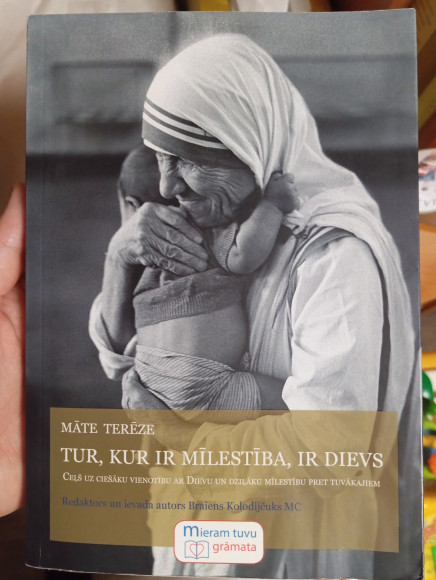 MĀTE TERĒZE
TUR, KUR IR MĪLESTĪBA, IR DIEVS
CEĻŠ UZ CIEŠĀKU VIENOTĪBU AR DIEVU UN DZIĻĀKU MĪLESTĪBU PRET TUVĀKAJIEM
Redaktors un ievada autors Braiens Kolodijčuks MC
mieram tuvu
grāmata